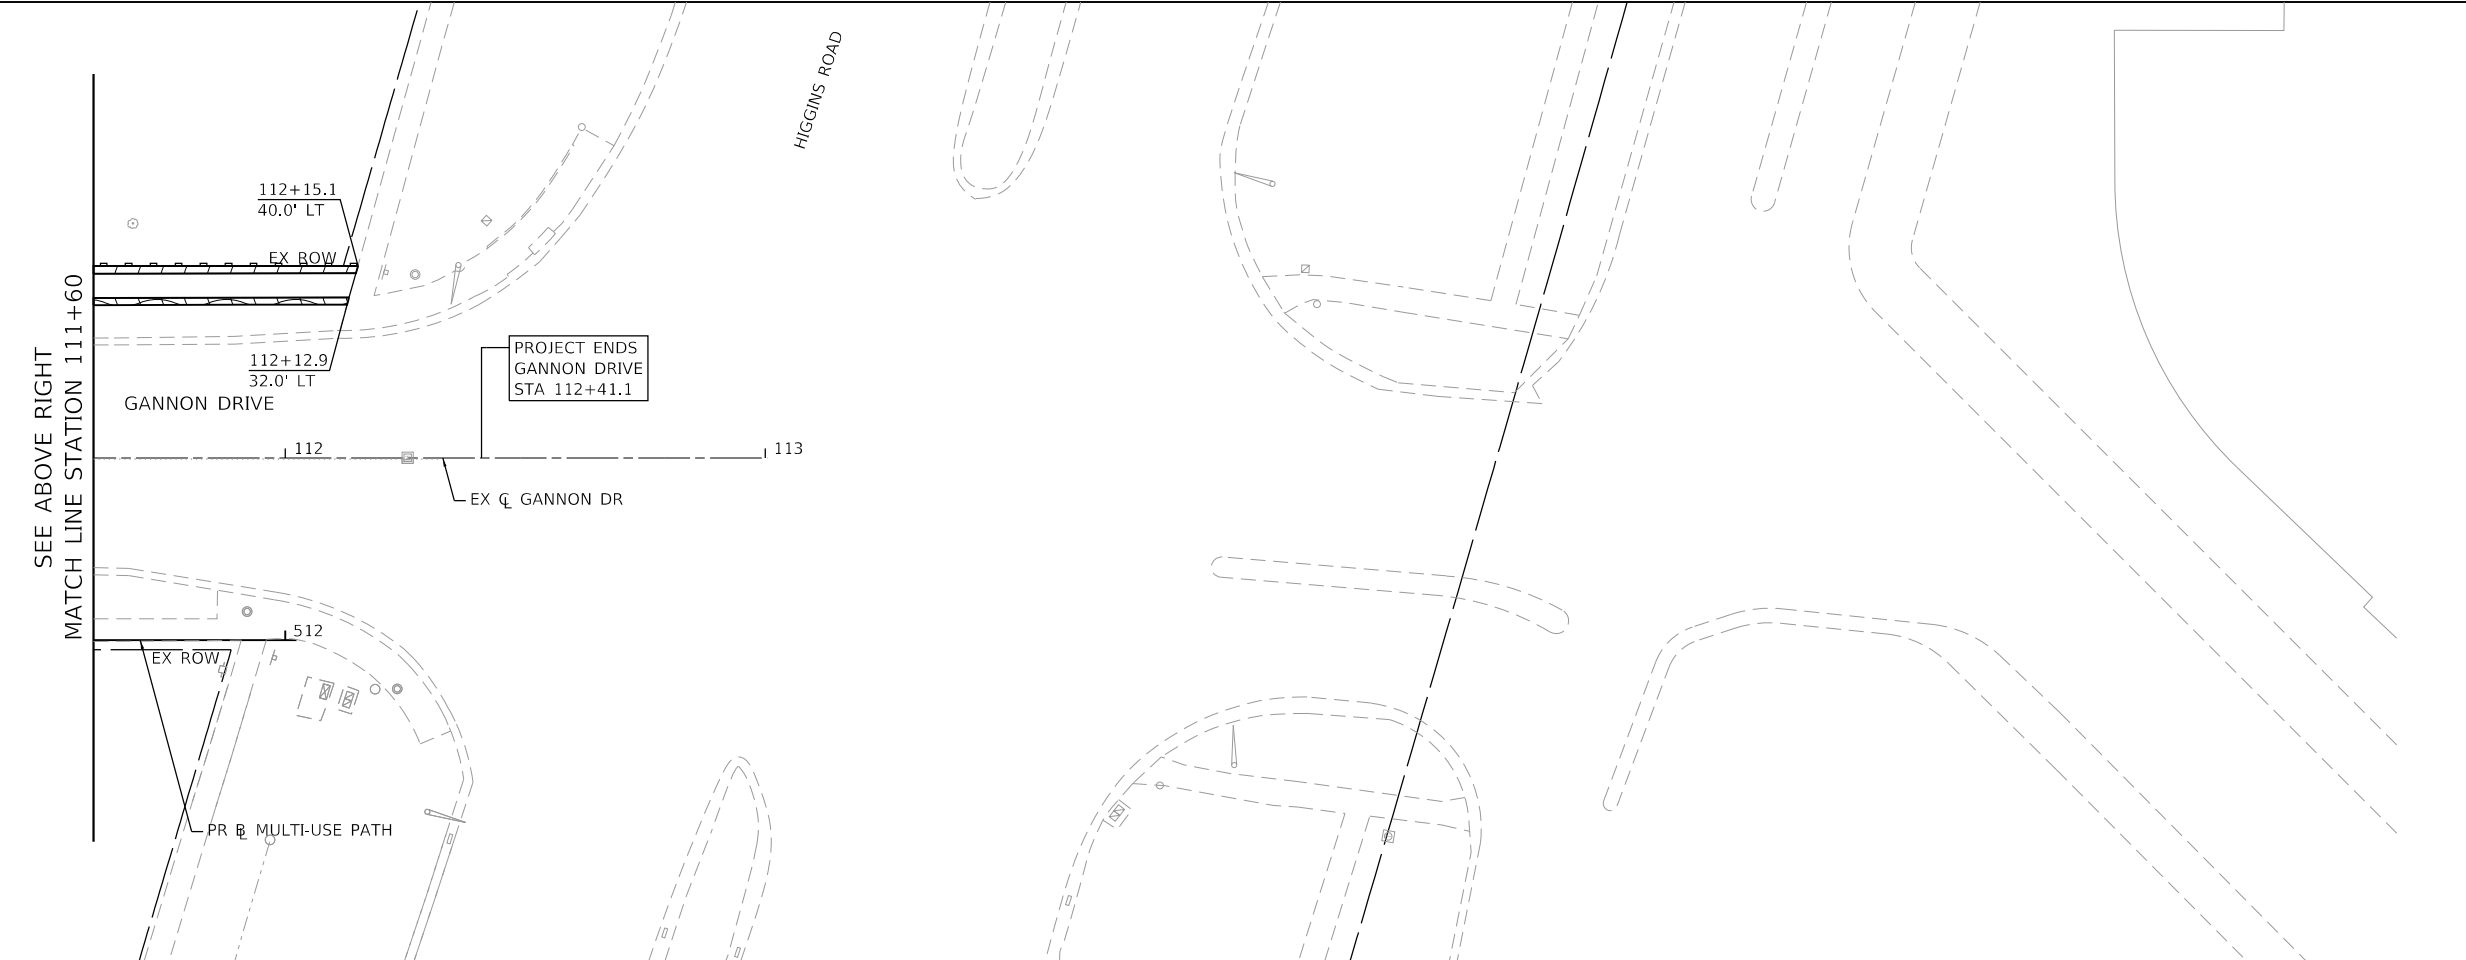 HIGGINS ROAD
112+15.1
40.0' LT
EX ROW
SEE ABOVE RIGHT
MATCH LINE STATION 111+60
112+12.9
32.0' LT
GANNON DRIVE
PROJECT ENDS
GANNON DRIVE
STA 112+41.1
112
113
EX ℄ GANNON DR
512
EX ROW
PR BL MULTI-USE PATH